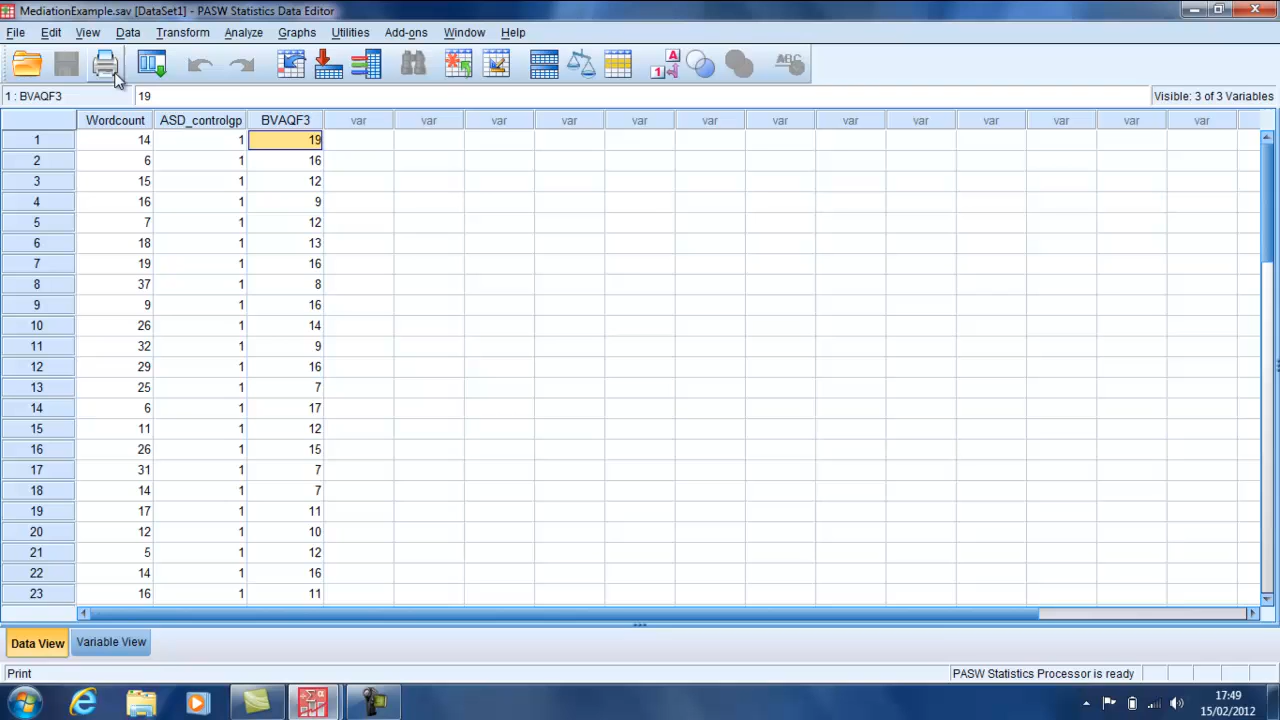 MediationExample.sav [DataSet1] - PASW Statistics Data Editor
File Edit View Data Transform Analyze Graphs Utilities Add-ons Window Help
A
1
ABC
1 : BVAQF3 19 Visible: 3 of 3 Variables
Wordcount ASD_controlgp BVAQF3 var var var var var var var var var var var var var
1 14 1 19
2 6 1 16
3 15 1 12
4 16 1 9
5 7 1 12
6 18 1 13
7 19 1 16
8 37 1 8
9 9 1 16
10 26 1 14
11 32 1 9
12 29 1 16
13 25 1 7
14 6 1 17
15 11 1 12
16 26 1 15
17 31 1 7
18 14 1 7
19 17 1 11
20 12 1 10
21 5 1 12
22 14 1 16
23 16 1 11
Data View Variable View
Print PASW Statistics Processor is ready
17:49
15/02/2012